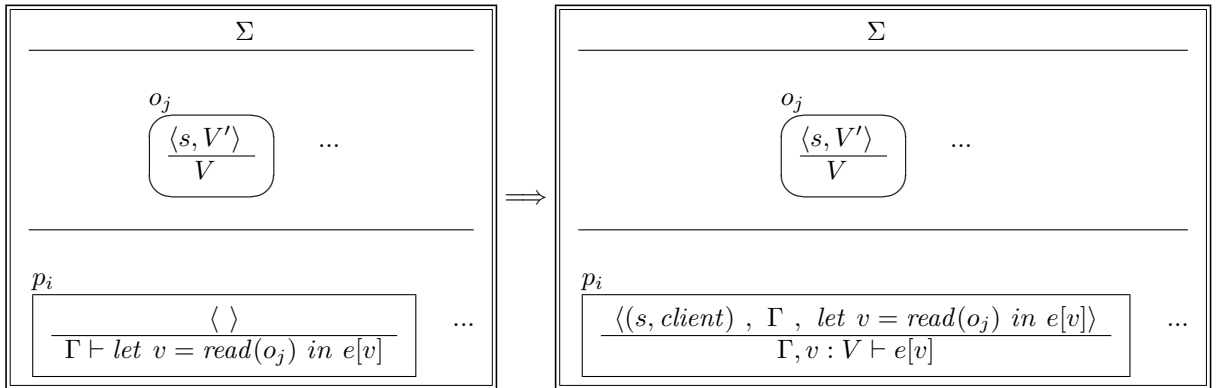 Σ Σ
o_j o_j
⟨s, V′⟩ ... ⟨s, V′⟩ ...
V V
⟹
p_i p_i
⟨ ⟩ ... ⟨(s, client) , Γ , let v = read(o_j) in e[v]⟩ ...
Γ ⊢ let v = read(o_j) in e[v] Γ, v : V ⊢ e[v]